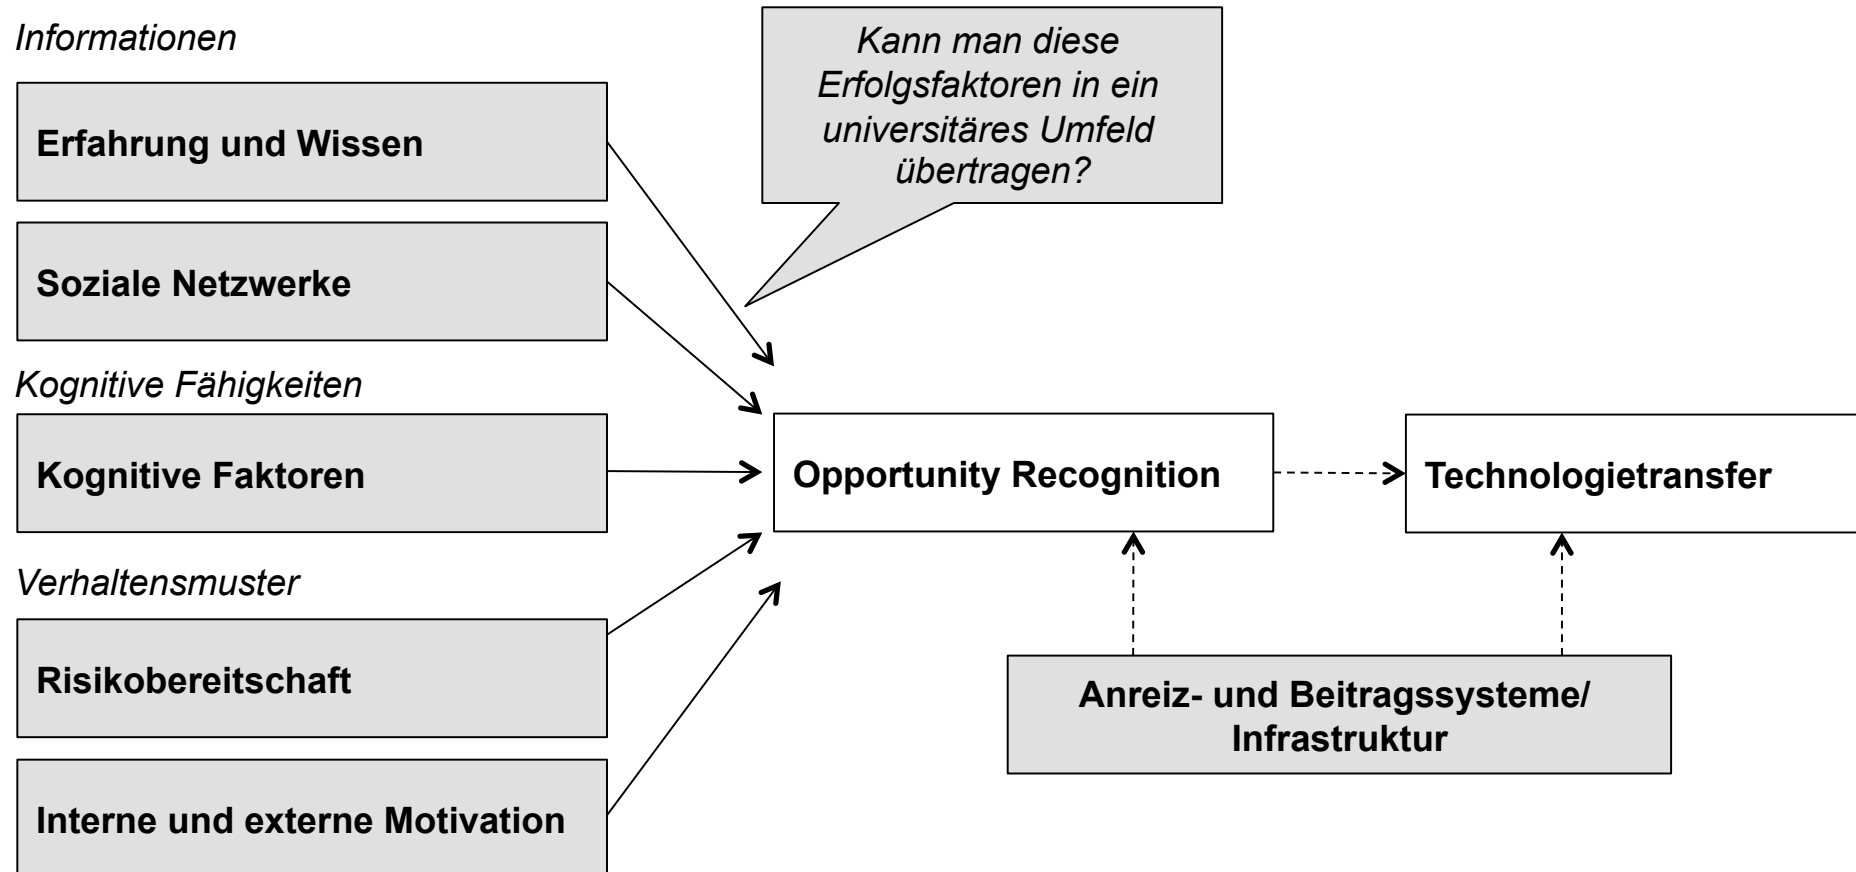 Informationen
Erfahrung und Wissen
Soziale Netzwerke
Kognitive Fähigkeiten
Kognitive Faktoren
Verhaltensmuster
Risikobereitschaft
Interne und externe Motivation
Kann man diese
Erfolgsfaktoren in ein
universitäres Umfeld
übertragen?
Opportunity Recognition
Technologietransfer
Anreiz- und Beitragssysteme/
Infrastruktur